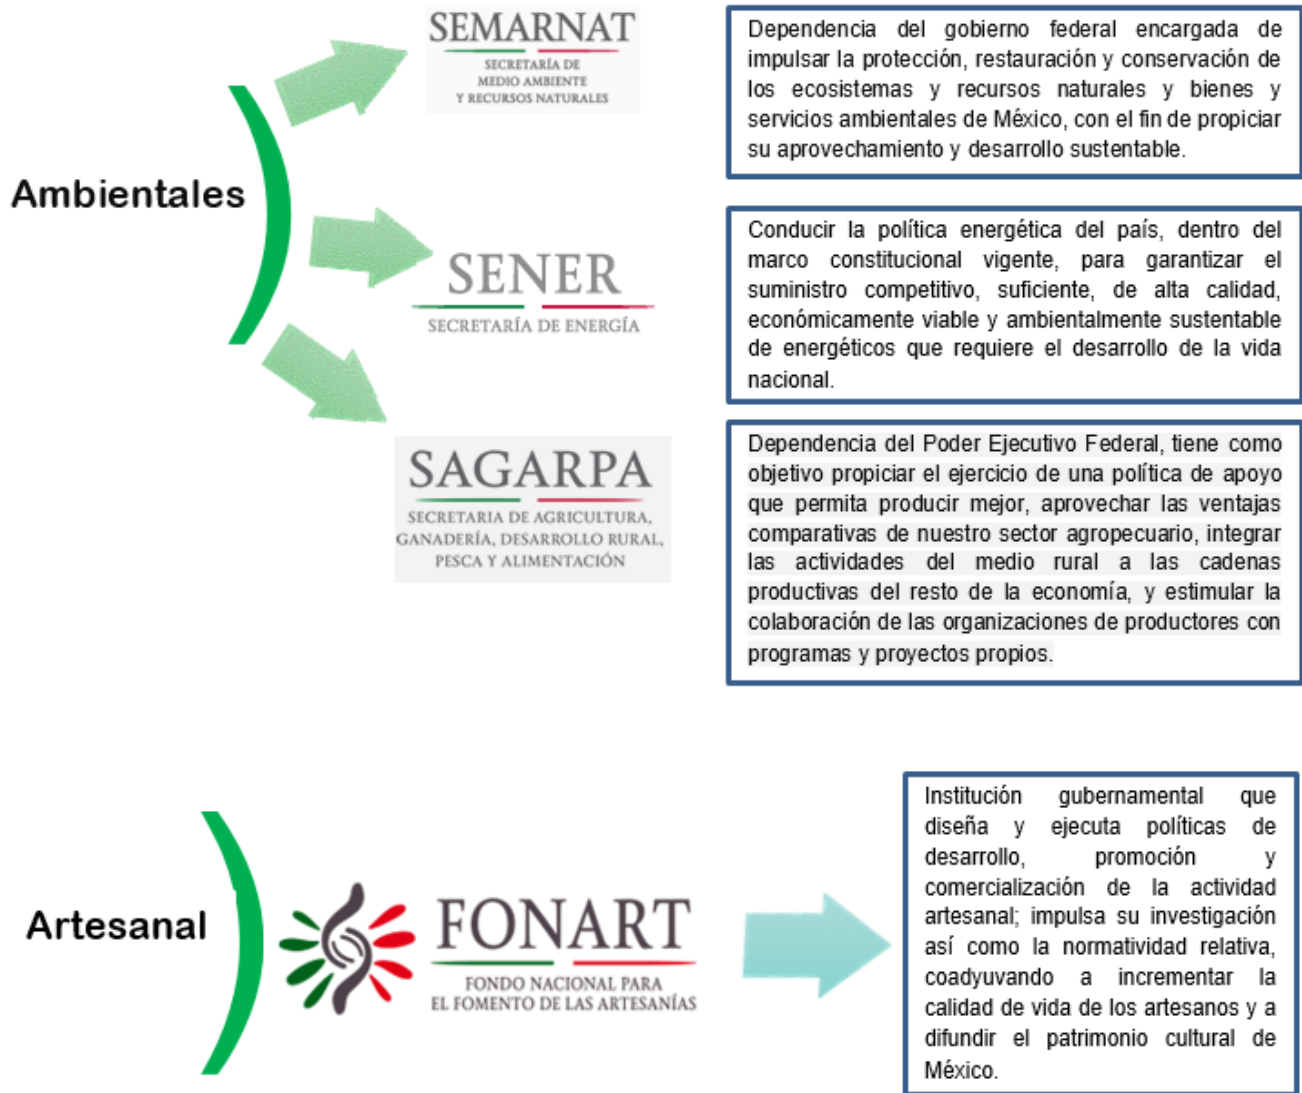 SEMARNAT
SECRETARÍA DE
MEDIO AMBIENTE
Y RECURSOS NATURALES
Dependencia del gobierno federal encargada de
impulsar la protección, restauración y conservación de
los ecosistemas y recursos naturales y bienes y
servicios ambientales de México, con el fin de propiciar
su aprovechamiento y desarrollo sustentable.
Ambientales
SENER
SECRETARÍA DE ENERGÍA
Conducir la política energética del país, dentro del
marco constitucional vigente, para garantizar el
suministro competitivo, suficiente, de alta calidad,
económicamente viable y ambientalmente sustentable
de energéticos que requiere el desarrollo de la vida
nacional.
SAGARPA
SECRETARIA DE AGRICULTURA,
GANADERÍA, DESARROLLO RURAL,
PESCA Y ALIMENTACIÓN
Dependencia del Poder Ejecutivo Federal, tiene como
objetivo propiciar el ejercicio de una política de apoyo
que permita producir mejor, aprovechar las ventajas
comparativas de nuestro sector agropecuario, integrar
las actividades del medio rural a las cadenas
productivas del resto de la economía, y estimular la
colaboración de las organizaciones de productores con
programas y proyectos propios.
Artesanal
FONART
FONDO NACIONAL PARA
EL FOMENTO DE LAS ARTESANÍAS
Institución gubernamental que
diseña y ejecuta políticas de
desarrollo, promoción y
comercialización de la actividad
artesanal; impulsa su investigación
así como la normatividad relativa,
coadyuvando a incrementar la
calidad de vida de los artesanos y a
difundir el patrimonio cultural de
México.